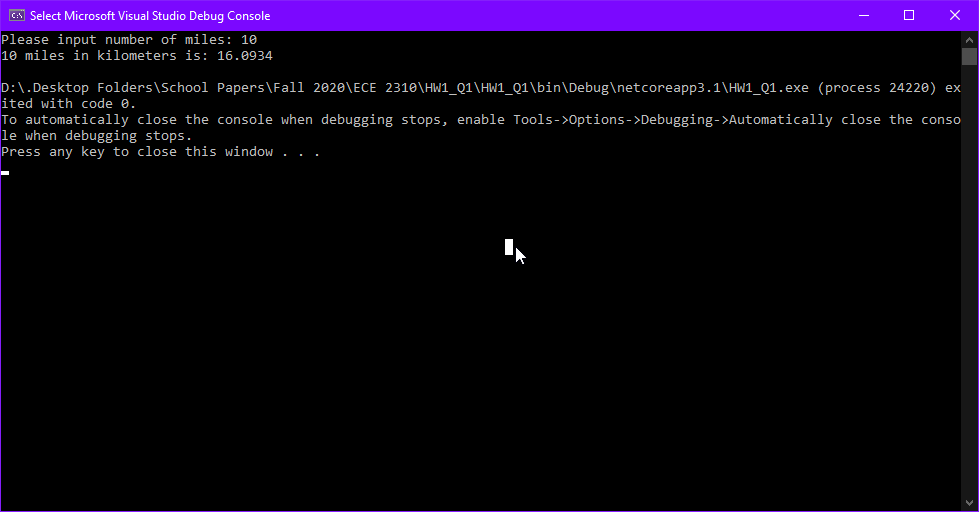 Select Microsoft Visual Studio Debug Console
Please input number of miles: 10
10 miles in kilometers is: 16.0934
D:\.Desktop Folders\School Papers\Fall 2020\ECE 2310\HW1_Q1\HW1_Q1\bin\Debug\netcoreapp3.1\HW1_Q1.exe (process 24220) ex
ited with code 0.
To automatically close the console when debugging stops, enable Tools->Options->Debugging->Automatically close the conso
le when debugging stops.
Press any key to close this window . . .